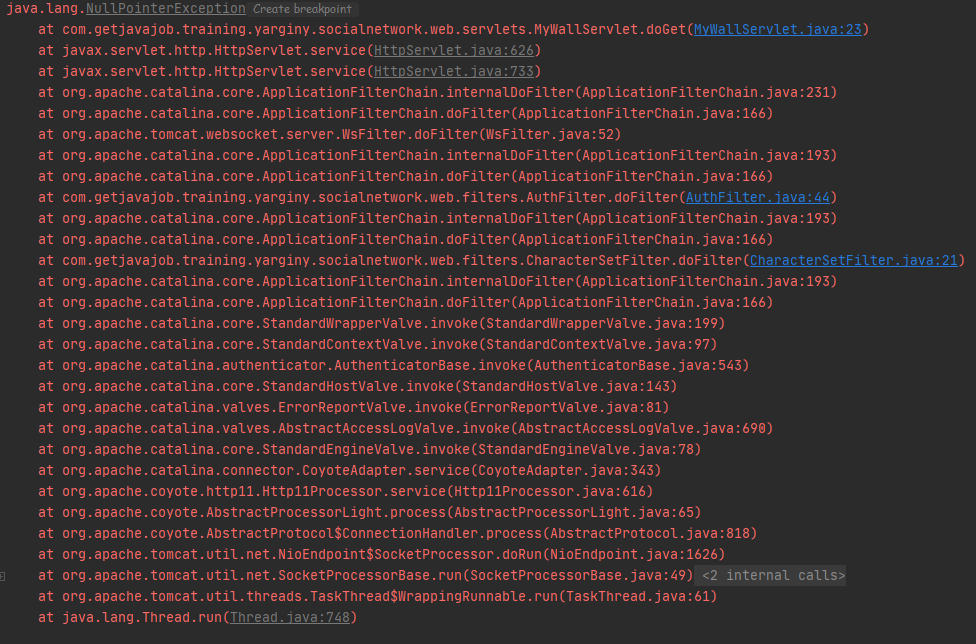 java.lang.NullPointerException Create breakpoint
at com.getjavajob.training.yarginy.socialnetwork.web.servlets.MyWallServlet.doGet(MyWallServlet.java:23)
at javax.servlet.http.HttpServlet.service(HttpServlet.java:626)
at javax.servlet.http.HttpServlet.service(HttpServlet.java:733)
at org.apache.catalina.core.ApplicationFilterChain.internalDoFilter(ApplicationFilterChain.java:231)
at org.apache.catalina.core.ApplicationFilterChain.doFilter(ApplicationFilterChain.java:166)
at org.apache.tomcat.websocket.server.WsFilter.doFilter(WsFilter.java:52)
at org.apache.catalina.core.ApplicationFilterChain.internalDoFilter(ApplicationFilterChain.java:193)
at org.apache.catalina.core.ApplicationFilterChain.doFilter(ApplicationFilterChain.java:166)
at com.getjavajob.training.yarginy.socialnetwork.web.filters.AuthFilter.doFilter(AuthFilter.java:44)
at org.apache.catalina.core.ApplicationFilterChain.internalDoFilter(ApplicationFilterChain.java:193)
at org.apache.catalina.core.ApplicationFilterChain.doFilter(ApplicationFilterChain.java:166)
at com.getjavajob.training.yarginy.socialnetwork.web.filters.CharacterSetFilter.doFilter(CharacterSetFilter.java:21)
at org.apache.catalina.core.ApplicationFilterChain.internalDoFilter(ApplicationFilterChain.java:193)
at org.apache.catalina.core.ApplicationFilterChain.doFilter(ApplicationFilterChain.java:166)
at org.apache.catalina.core.StandardWrapperValve.invoke(StandardWrapperValve.java:199)
at org.apache.catalina.core.StandardContextValve.invoke(StandardContextValve.java:97)
at org.apache.catalina.authenticator.AuthenticatorBase.invoke(AuthenticatorBase.java:543)
at org.apache.catalina.core.StandardHostValve.invoke(StandardHostValve.java:143)
at org.apache.catalina.valves.ErrorReportValve.invoke(ErrorReportValve.java:81)
at org.apache.catalina.valves.AbstractAccessLogValve.invoke(AbstractAccessLogValve.java:690)
at org.apache.catalina.core.StandardEngineValve.invoke(StandardEngineValve.java:78)
at org.apache.catalina.connector.CoyoteAdapter.service(CoyoteAdapter.java:343)
at org.apache.coyote.http11.Http11Processor.service(Http11Processor.java:616)
at org.apache.coyote.AbstractProcessorLight.process(AbstractProcessorLight.java:65)
at org.apache.coyote.AbstractProtocol$ConnectionHandler.process(AbstractProtocol.java:818)
at org.apache.tomcat.util.net.NioEndpoint$SocketProcessor.doRun(NioEndpoint.java:1626)
at org.apache.tomcat.util.net.SocketProcessorBase.run(SocketProcessorBase.java:49) <2 internal calls>
at org.apache.tomcat.util.threads.TaskThread$WrappingRunnable.run(TaskThread.java:61)
at java.lang.Thread.run(Thread.java:748)